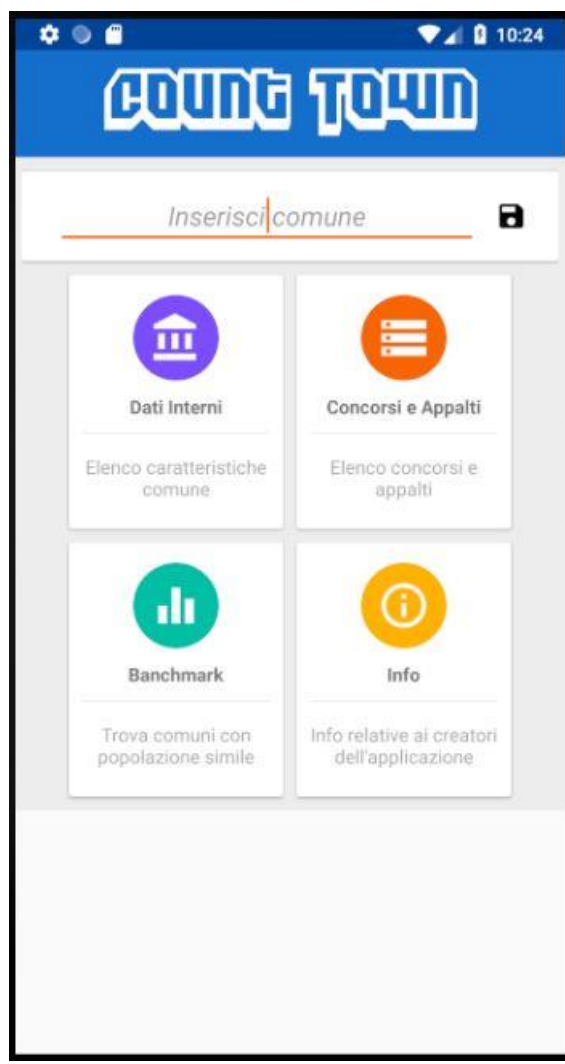 10:24
COUNT TOWN
Inserisci comune
Dati Interni
Elenco caratteristiche
comune
Concorsi e Appalti
Elenco concorsi e
appalti
Banchmark
Trova comuni con
popolazione simile
Info
Info relative ai creatori
dell'applicazione